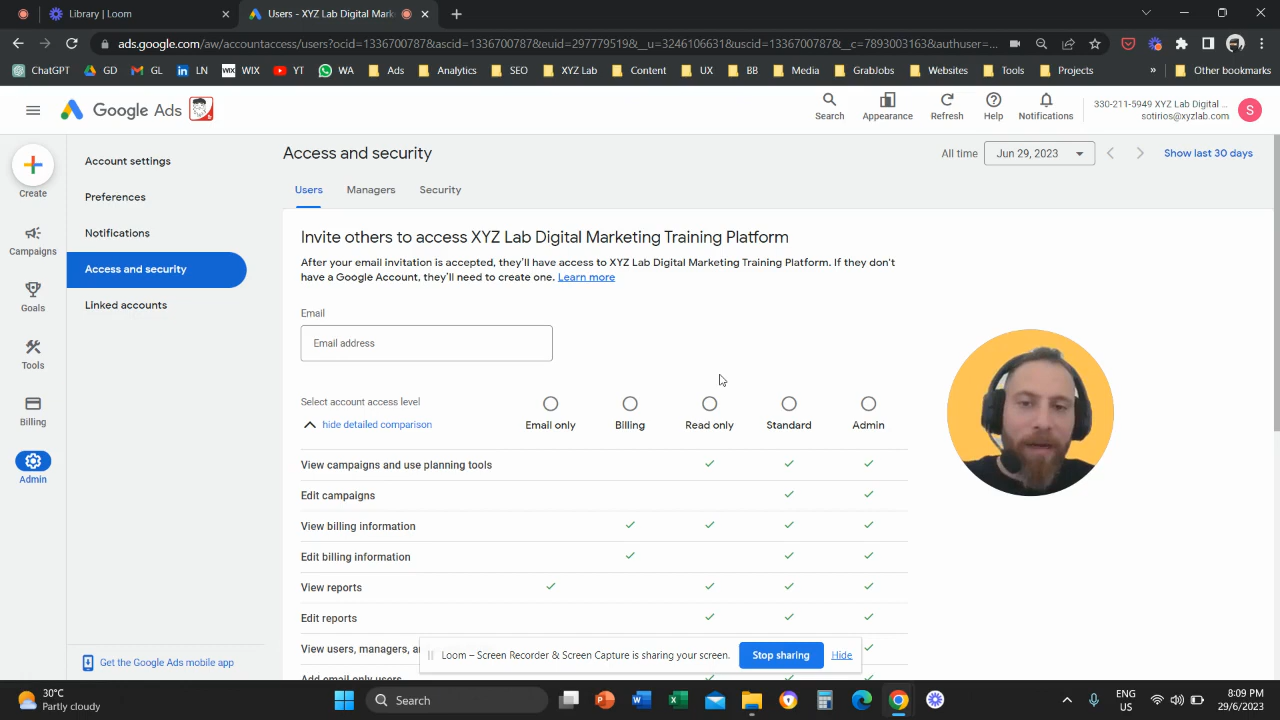 Library | Loom
Users - XYZ Lab Digital Mark
ads.google.com/aw/accountaccess/users?ocid=1336700787&ascid=1336700787&euid=297779519&__u=3246106631&uscid=1336700787&__c=7893003163&authuser=...
ChatGPT
GD
GL
LN
WIX
YT
WA
Ads
Analytics
SEO
XYZ Lab
Content
UX
BB
Media
GrabJobs
Websites
Tools
Projects
»
Other bookmarks
Google Ads
Search
Appearance
Refresh
Help
Notifications
330-211-5949 XYZ Lab Digital ...
sotirios@xyzlab.com
S
Create
Campaigns
Goals
Tools
Billing
Admin
Account settings
Preferences
Notifications
Access and security
Linked accounts
Get the Google Ads mobile app
Access and security
All time
Jun 29, 2023
Show last 30 days
Users
Managers
Security
Invite others to access XYZ Lab Digital Marketing Training Platform
After your email invitation is accepted, they'll have access to XYZ Lab Digital Marketing Training Platform. If they don't
have a Google Account, they'll need to create one. Learn more
Email
Email address
Select account access level
hide detailed comparison
Email only
Billing
Read only
Standard
Admin
View campaigns and use planning tools
Edit campaigns
View billing information
Edit billing information
View reports
Edit reports
View users, managers, a
Add email only users
Loom – Screen Recorder & Screen Capture is sharing your screen.
Stop sharing
Hide
30°C
Partly cloudy
Search
ENG
US
8:09 PM
29/6/2023